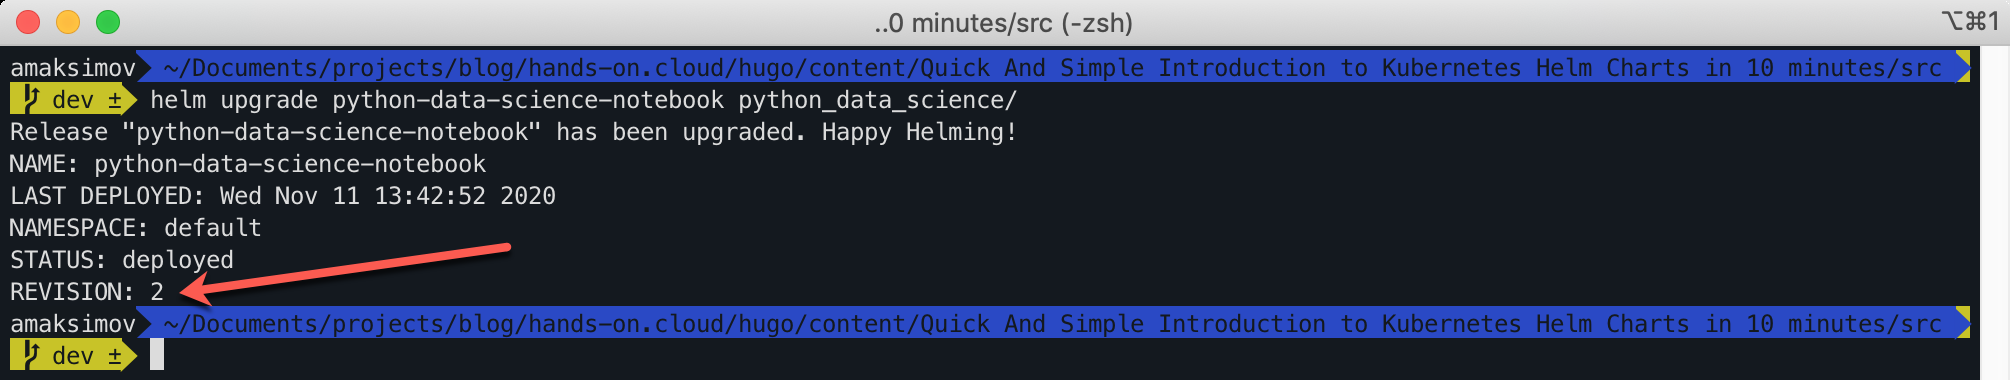 ..0 minutes/src (-zsh)
⌥⌘1
amaksimov ~/Documents/projects/blog/hands-on.cloud/hugo/content/Quick And Simple Introduction to Kubernetes Helm Charts in 10 minutes/src
dev ± helm upgrade python-data-science-notebook python_data_science/
Release "python-data-science-notebook" has been upgraded. Happy Helming!
NAME: python-data-science-notebook
LAST DEPLOYED: Wed Nov 11 13:42:52 2020
NAMESPACE: default
STATUS: deployed
REVISION: 2
amaksimov ~/Documents/projects/blog/hands-on.cloud/hugo/content/Quick And Simple Introduction to Kubernetes Helm Charts in 10 minutes/src
dev ±